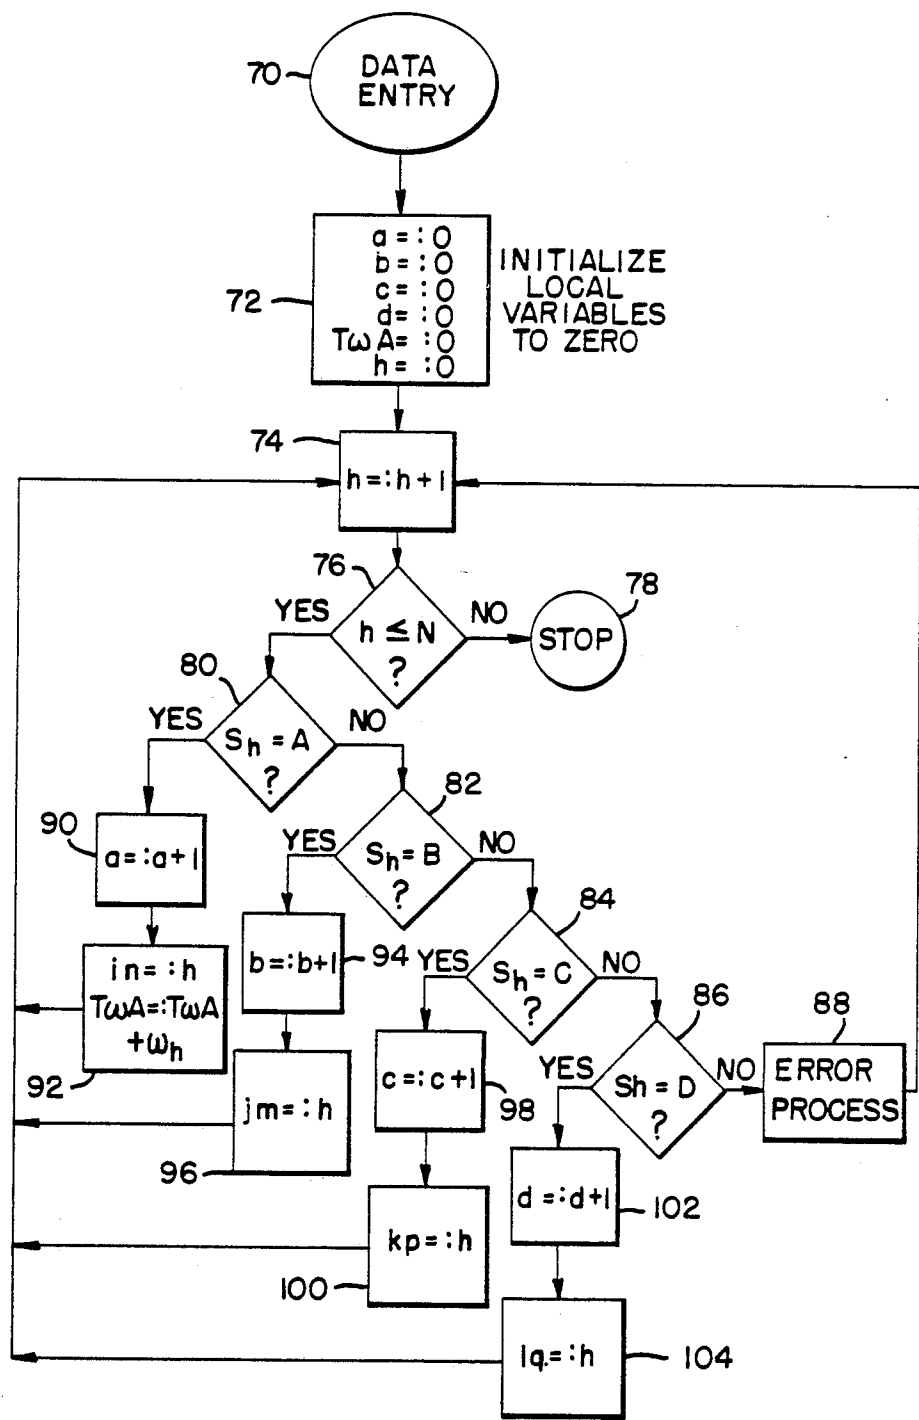 70
DATA
ENTRY
72
a = :0
b = :0
c = :0
d = :0
TωA = :0
h = :0
INITIALIZE
LOCAL
VARIABLES
TO ZERO
74
h=:h+1
76
YES
h ≤ N
?
NO
78
STOP
80
YES
Sh = A
?
NO
82
YES
Sh = B
?
NO
90
a=:a+1
84
YES
Sh = C
?
NO
94
b=:b+1
in= :h
TωA=:TωA
+ωh
92
86
YES
Sh = D
?
NO
88
ERROR
PROCESS
c=:c+1
98
jm= :h
96
d =:d+1
102
kp=:h
100
lq.= :h
104